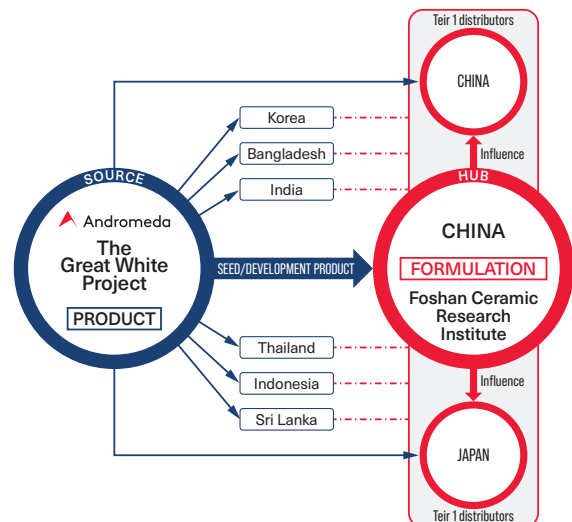 Teir 1 distributors
CHINA
Korea
Bangladesh
India
Influence
SOURCE
Andromeda
The
Great White
Project
PRODUCT
SEED/DEVELOPMENT PRODUCT
HUB
CHINA
FORMULATION
Foshan Ceramic
Research
Institute
Thailand
Indonesia
Sri Lanka
Influence
JAPAN
Teir 1 distributors